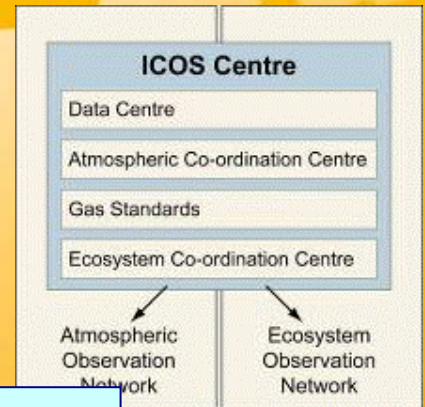 ICOS Centre
Data Centre
Atmospheric Co-ordination Centre
Gas Standards
Ecosystem Co-ordination Centre
Atmospheric
Observation
Network
Ecosystem
Observation
Network